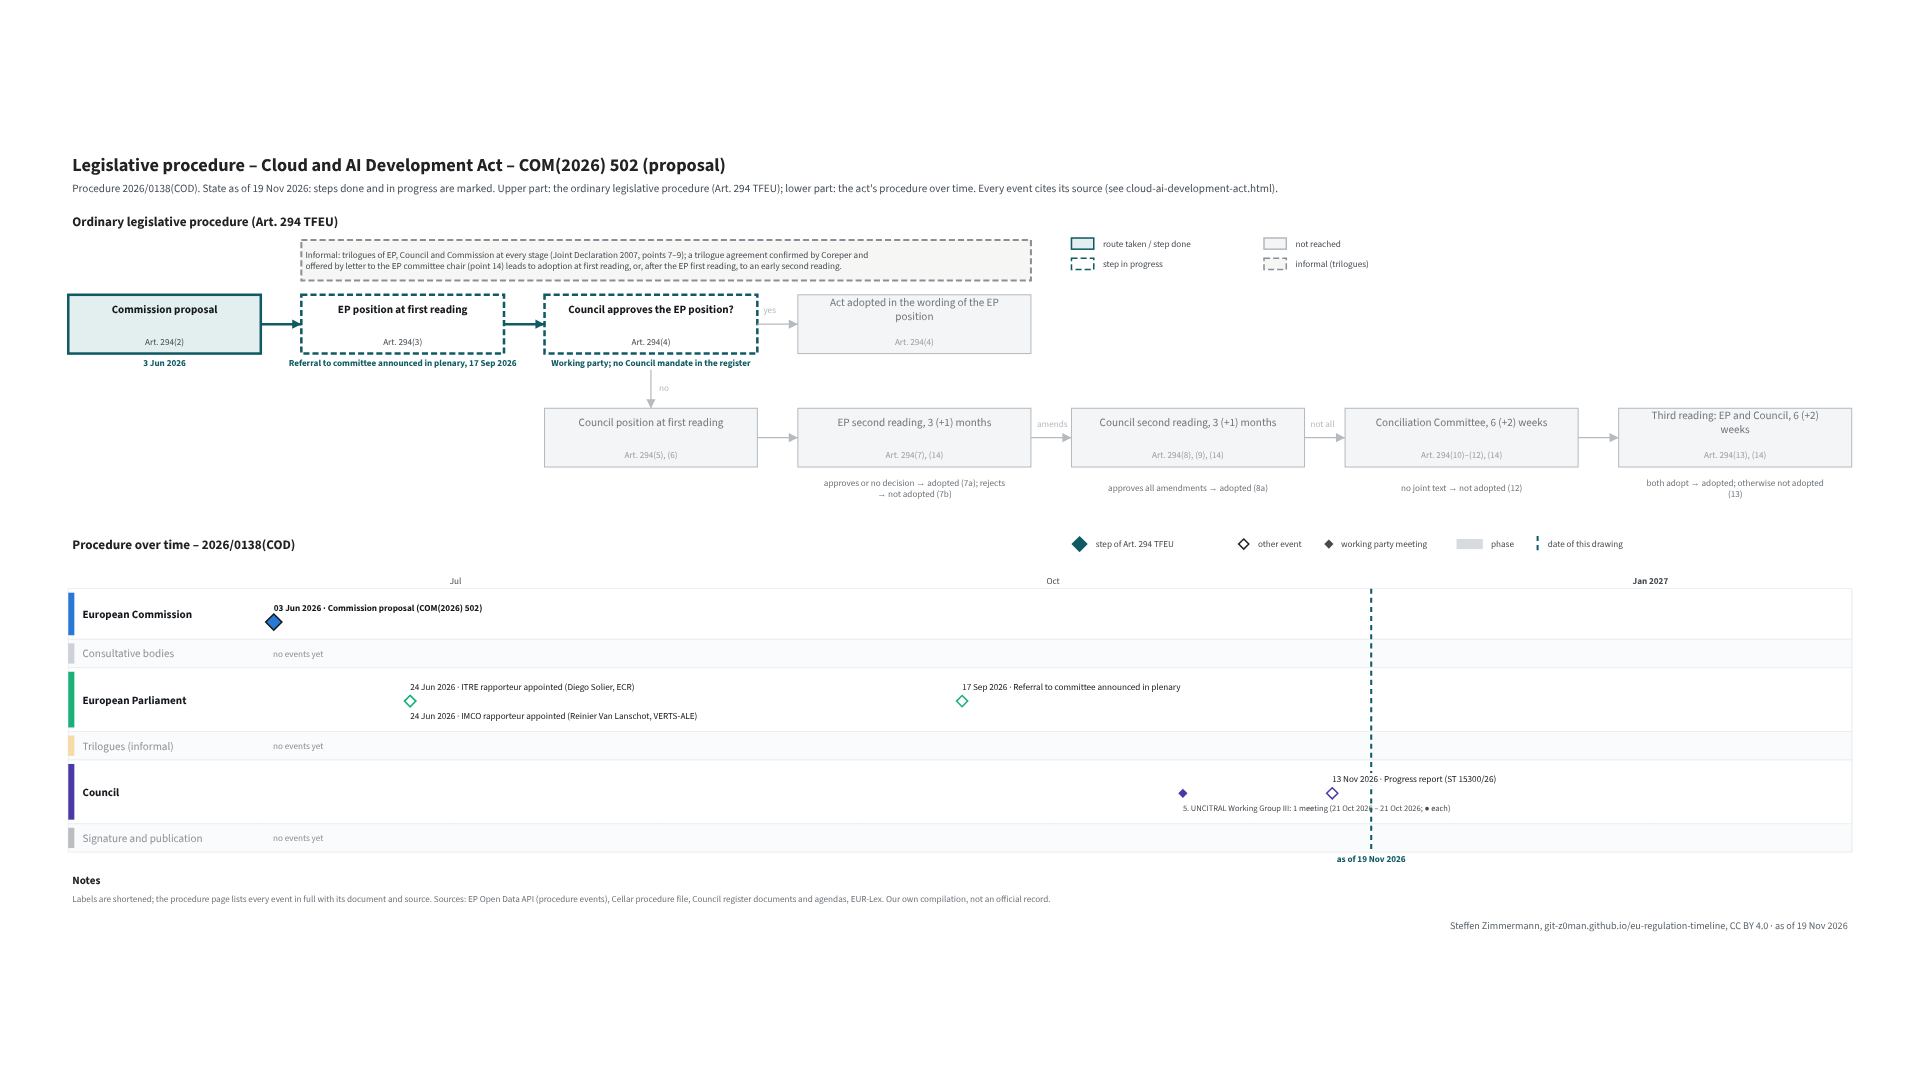 Legislative procedure – Cloud and AI Development Act – COM(2026) 502 (proposal)
Procedure 2026/0138(COD). State as of 19 Nov 2026: steps done and in progress are marked. Upper part: the ordinary legislative procedure (Art. 294 TFEU); lower part: the act's procedure over time. Every event cites its source (see cloud-ai-development-act.html).
Ordinary legislative procedure (Art. 294 TFEU)
Informal: trilogues of EP, Council and Commission at every stage (Joint Declaration 2007, points 7–9); a trilogue agreement confirmed by Coreper and
offered by letter to the EP committee chair (point 14) leads to adoption at first reading, or, after the EP first reading, to an early second reading.
route taken / step done
not reached
step in progress
informal (trilogues)
Commission proposal
Art. 294(2)
3 Jun 2026
EP position at first reading
Art. 294(3)
Referral to committee announced in plenary, 17 Sep 2026
Council approves the EP position?
Art. 294(4)
Working party; no Council mandate in the register
yes
Act adopted in the wording of the EP
position
Art. 294(4)
no
Council position at first reading
Art. 294(5), (6)
EP second reading, 3 (+1) months
Art. 294(7), (14)
approves or no decision → adopted (7a); rejects
→ not adopted (7b)
amends
Council second reading, 3 (+1) months
Art. 294(8), (9), (14)
approves all amendments → adopted (8a)
not all
Conciliation Committee, 6 (+2) weeks
Art. 294(10)–(12), (14)
no joint text → not adopted (12)
Third reading: EP and Council, 6 (+2)
weeks
Art. 294(13), (14)
both adopt → adopted; otherwise not adopted
(13)
Procedure over time – 2026/0138(COD)
step of Art. 294 TFEU
other event
working party meeting
phase
date of this drawing
Jul
Oct
Jan 2027
European Commission
03 Jun 2026 · Commission proposal (COM(2026) 502)
Consultative bodies
no events yet
European Parliament
24 Jun 2026 · ITRE rapporteur appointed (Diego Solier, ECR)
24 Jun 2026 · IMCO rapporteur appointed (Reinier Van Lanschot, VERTS-ALE)
17 Sep 2026 · Referral to committee announced in plenary
Trilogues (informal)
no events yet
Council
13 Nov 2026 · Progress report (ST 15300/26)
5. UNCITRAL Working Group III: 1 meeting (21 Oct 2026 – 21 Oct 2026; ● each)
Signature and publication
no events yet
as of 19 Nov 2026
Notes
Labels are shortened; the procedure page lists every event in full with its document and source. Sources: EP Open Data API (procedure events), Cellar procedure file, Council register documents and agendas, EUR-Lex. Our own compilation, not an official record.
Steffen Zimmermann, git-z0man.github.io/eu-regulation-timeline, CC BY 4.0 · as of 19 Nov 2026